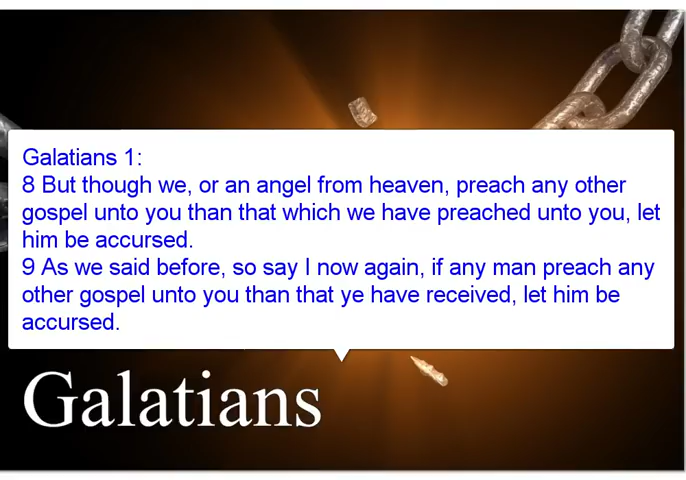 Galatians 1:
8 But though we, or an angel from heaven, preach any other
gospel unto you than that which we have preached unto you, let
him be accursed.
9 As we said before, so say I now again, if any man preach any
other gospel unto you than that ye have received, let him be
accursed.
Galatians